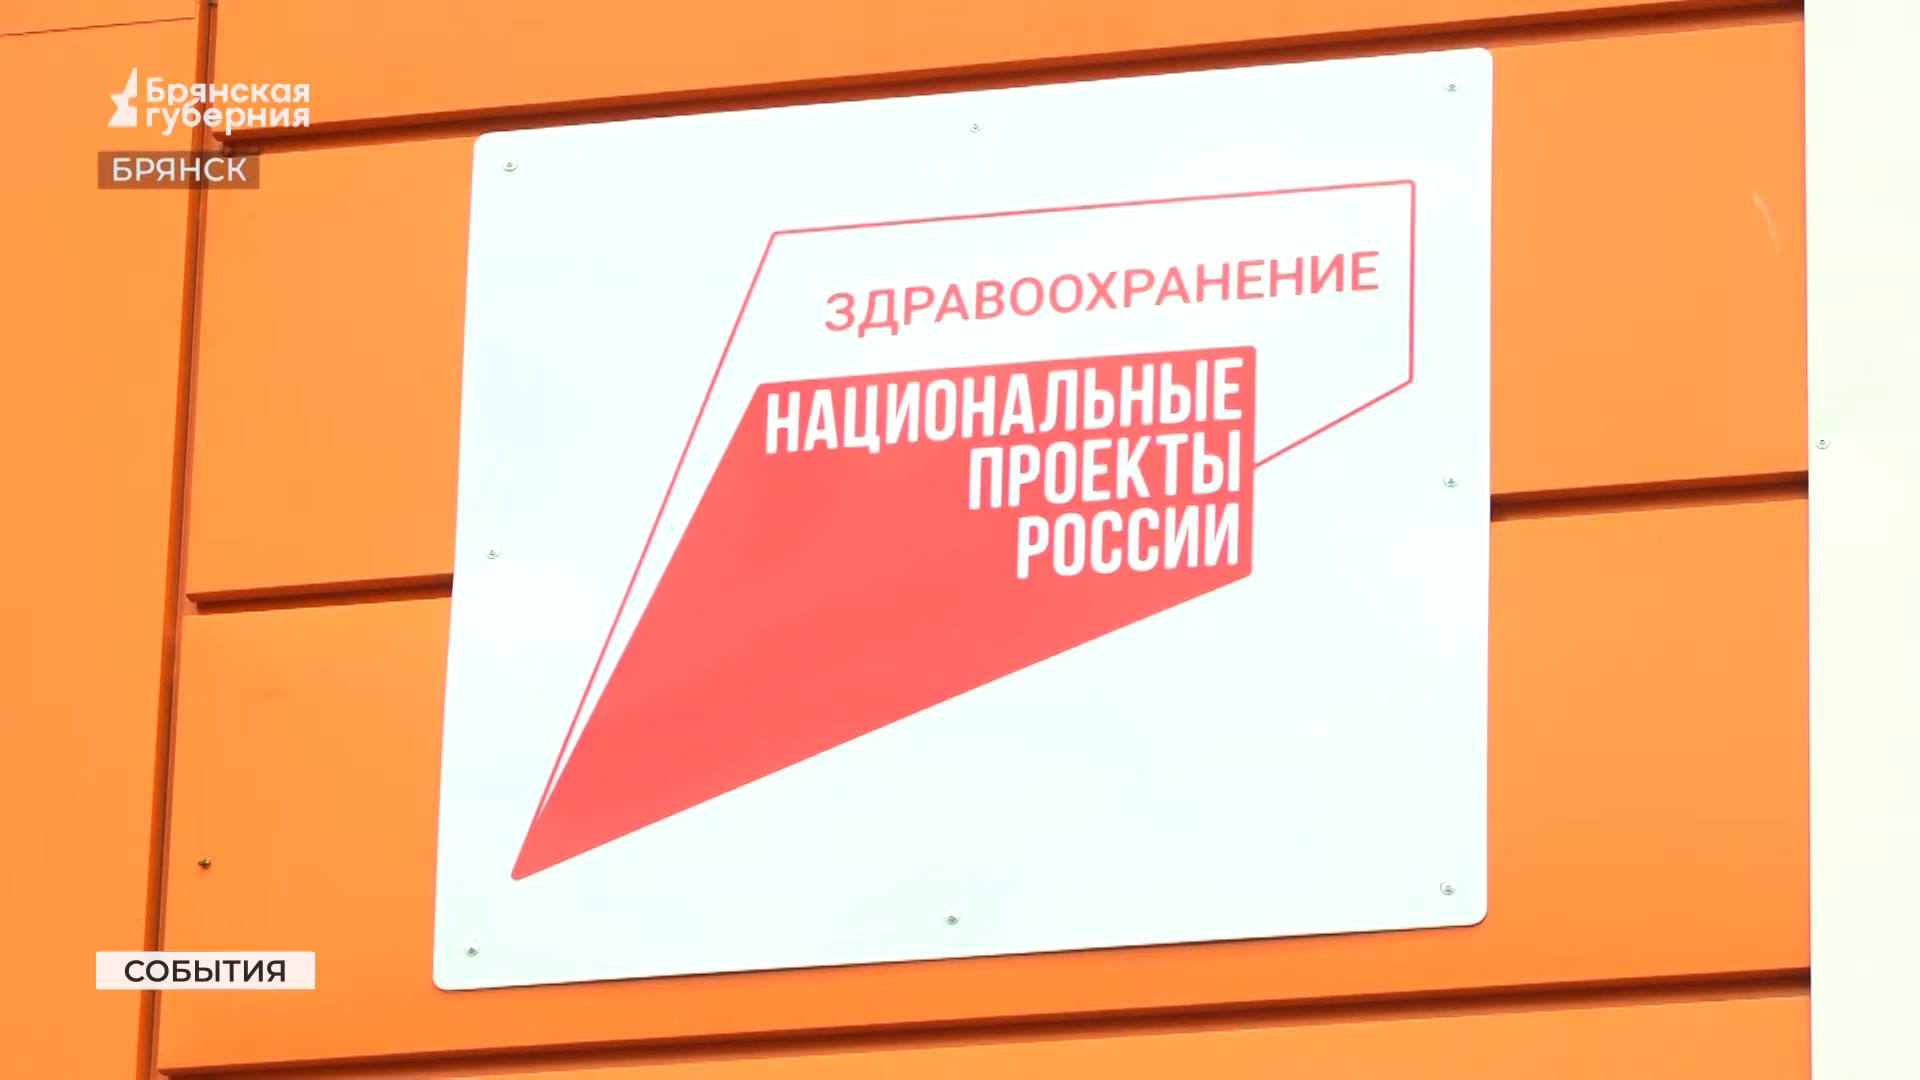 Брянская
губерния
БРЯНСК
ЗДРАВООХРАНЕНИЕ
НАЦИОНАЛЬНЫЕ
ПРОЕКТЫ
РОССИИ
СОБЫТИЯ